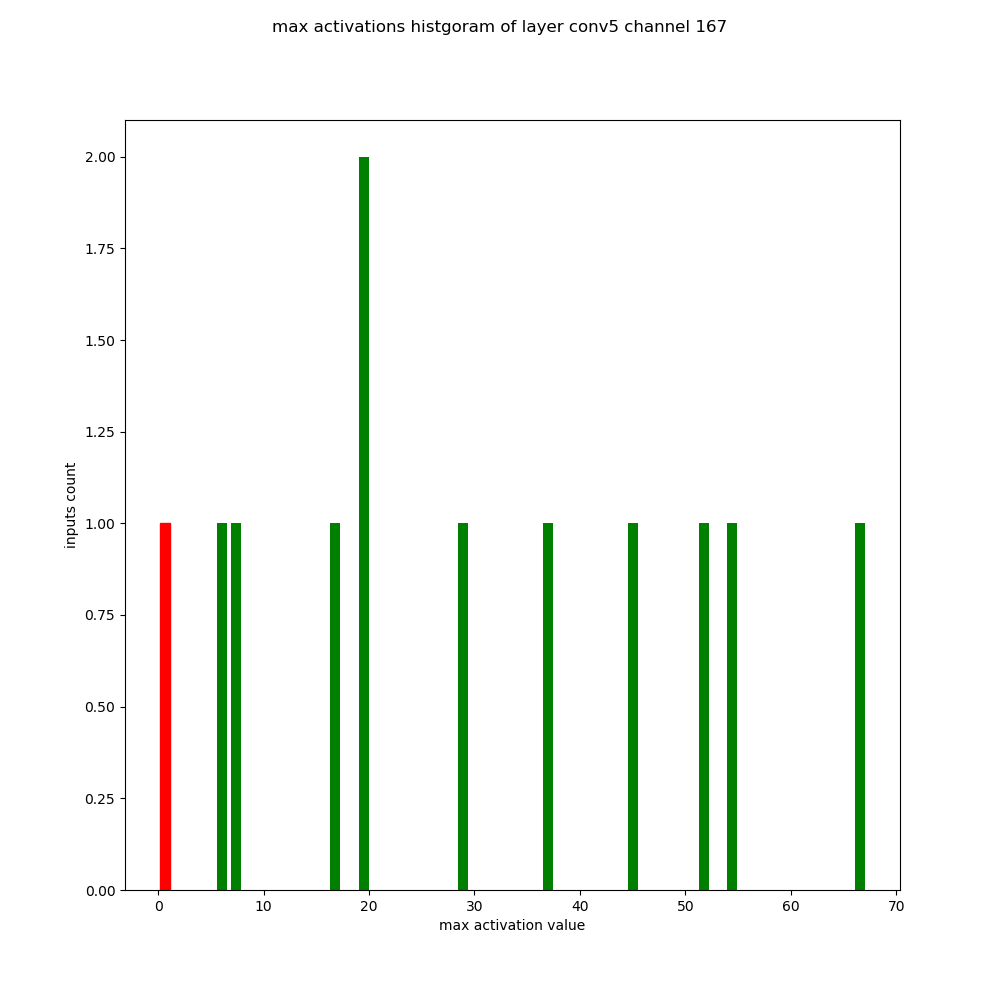 max activations histgoram of layer conv5 channel 167
2.00
1.75
1.50
1.25
inputs count
1.00
0.75
0.50
0.25
0.00
0 10 20 30 40 50 60 70
max activation value